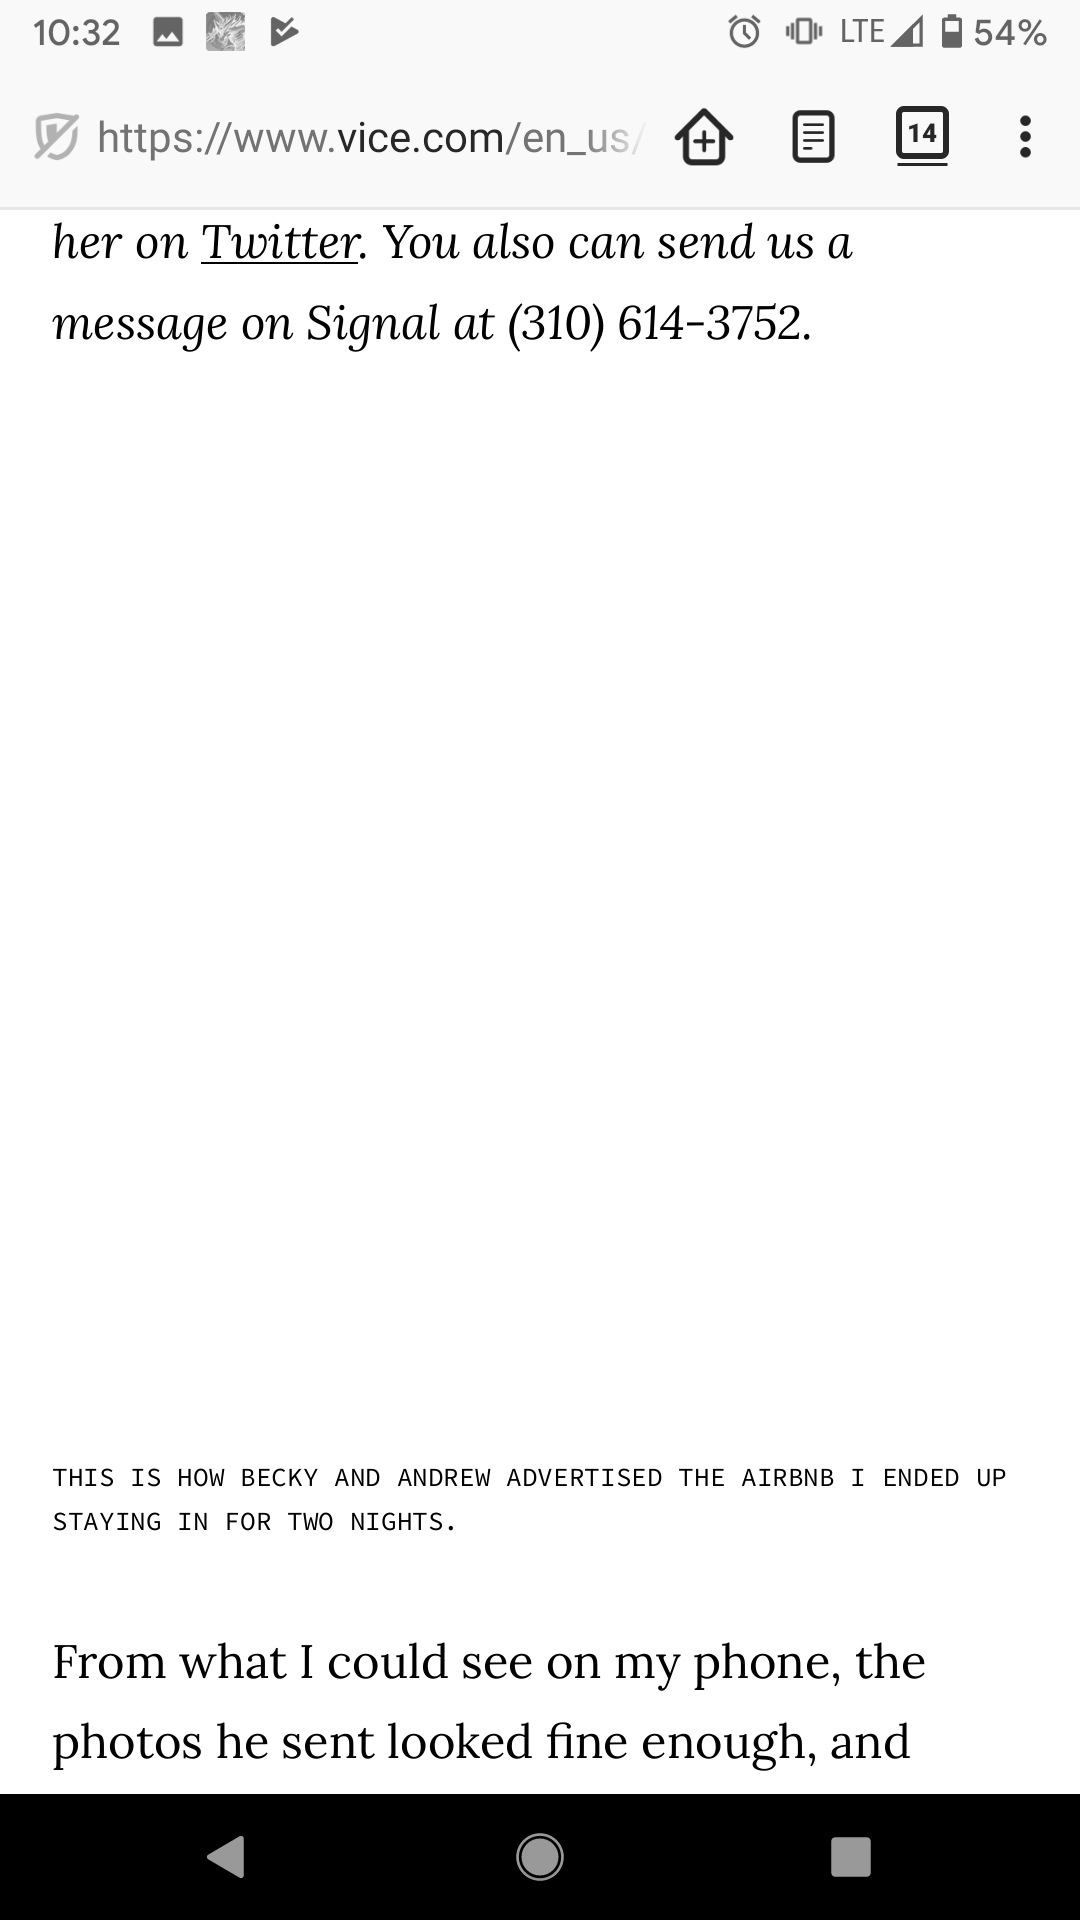 10:32 LTE 54%
https://www.vice.com/en_us/ 14
her on Twitter. You also can send us a
message on Signal at (310) 614-3752.
THIS IS HOW BECKY AND ANDREW ADVERTISED THE AIRBNB I ENDED UP
STAYING IN FOR TWO NIGHTS.
From what I could see on my phone, the
photos he sent looked fine enough, and